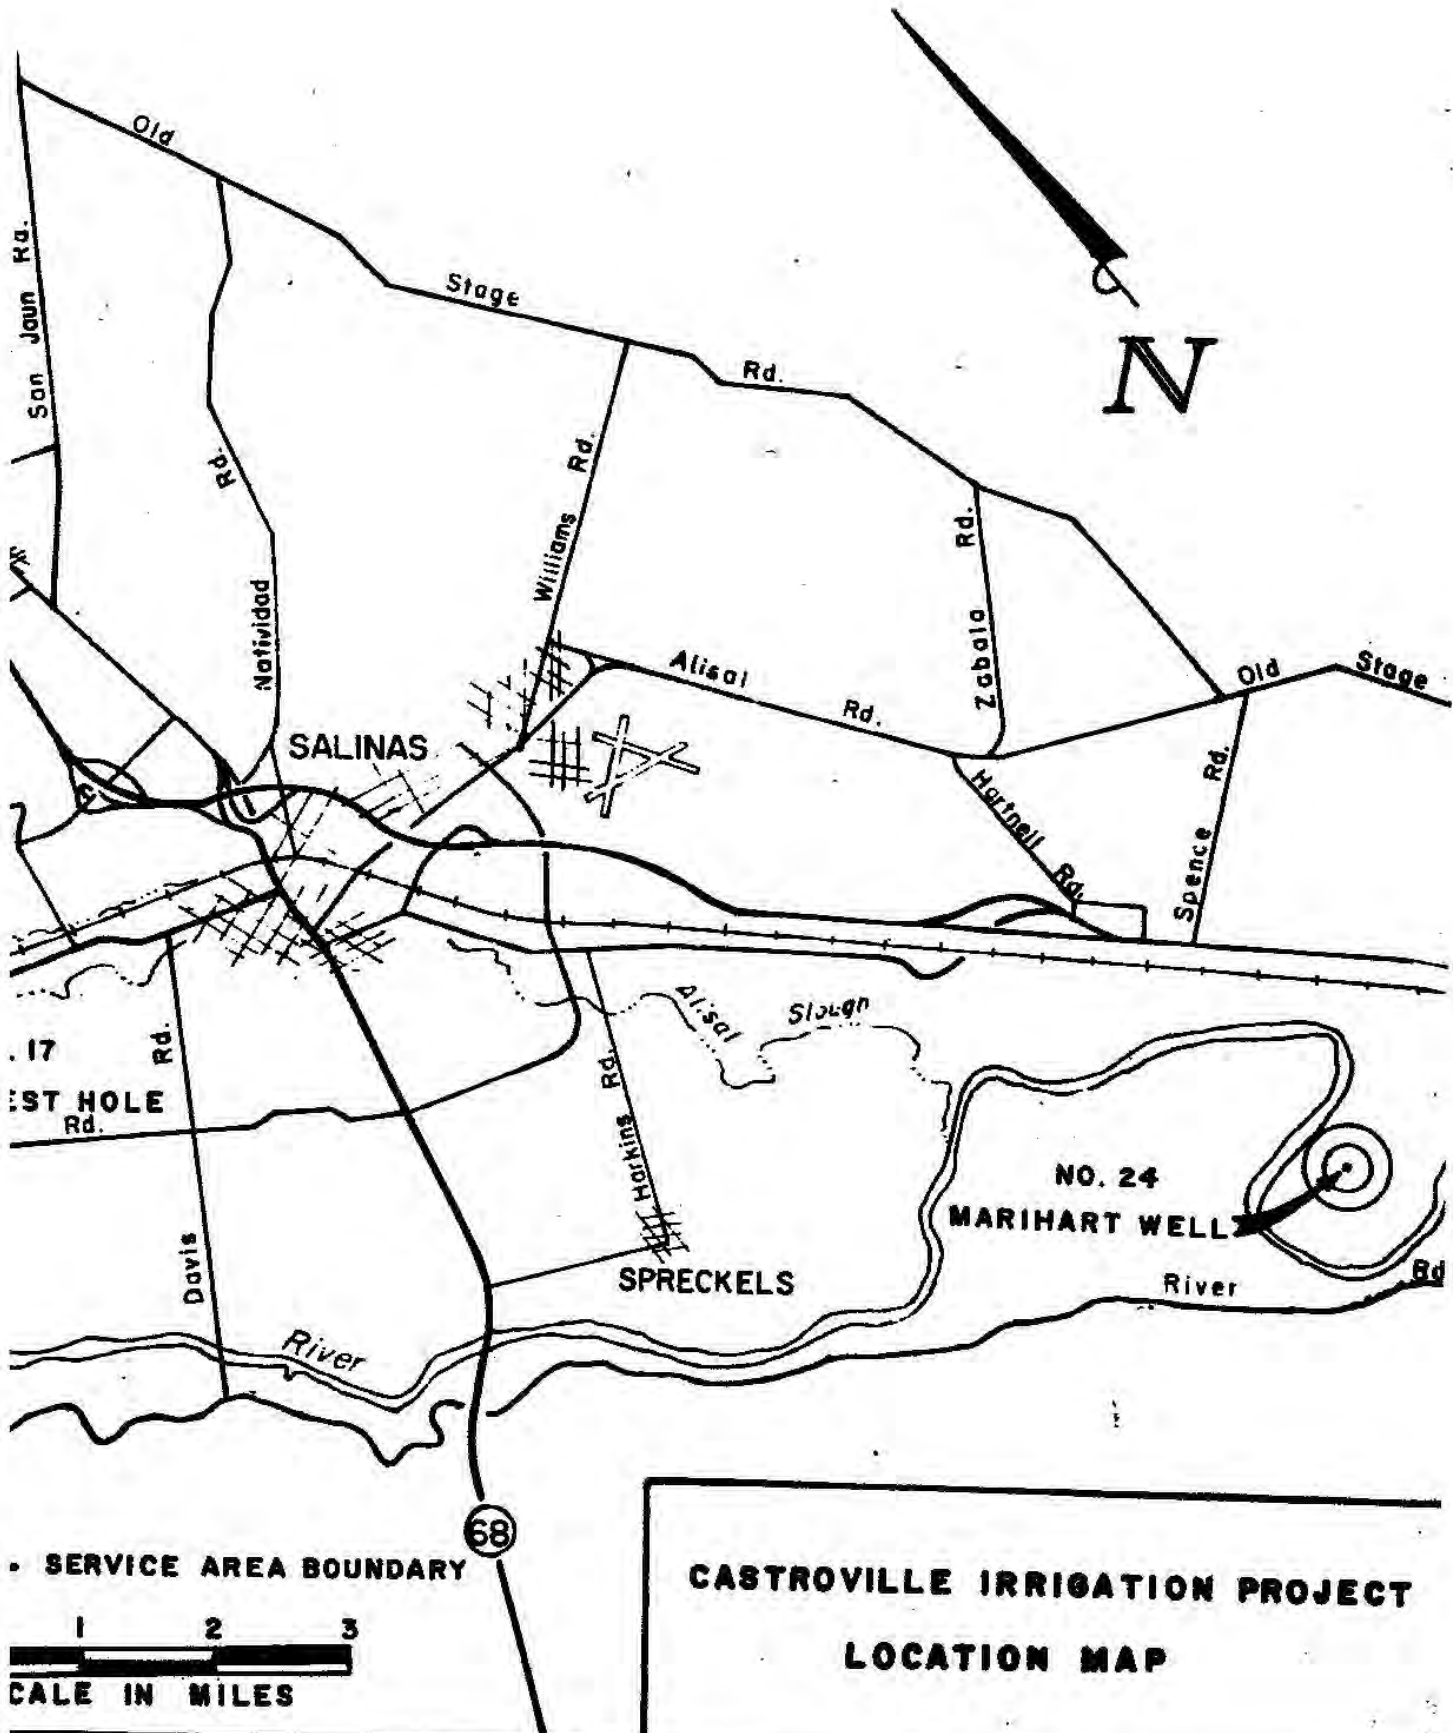 Old
San Jaun Rd.
Stage
N
Rd.
Rd.
Rd.
Williams
Rd.
Zabala
Natividad
Alisal
Rd.
Old
Stage
SALINAS
Hartnell
Rd.
Spence
Rd.
Alisal
Slough
. 17
EST HOLE
Rd.
Rd.
Davis
Rd.
Harkins
NO. 24
MARIHART WELL
SPRECKELS
River
Rd
River
68
. SERVICE AREA BOUNDARY
1 2 3
CALE IN MILES
CASTROVILLE IRRIGATION PROJECT
LOCATION MAP